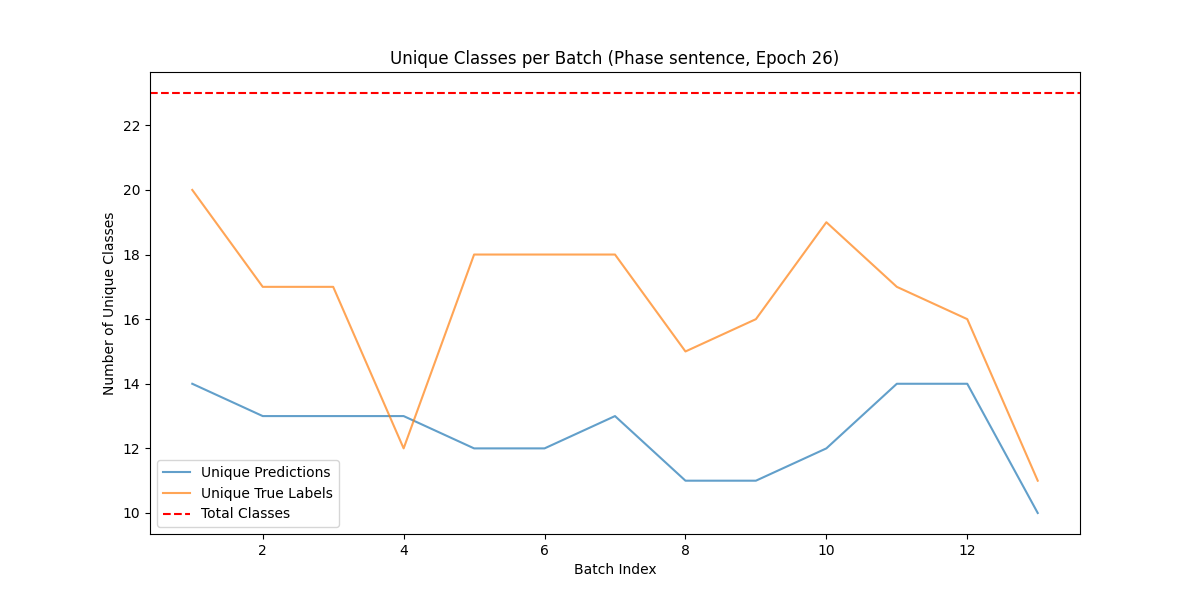 Unique Classes per Batch (Phase sentence, Epoch 26)
Number of Unique Classes
22
20
18
16
14
12
10
Unique Predictions
Unique True Labels
Total Classes
2 4 6 8 10 12
Batch Index